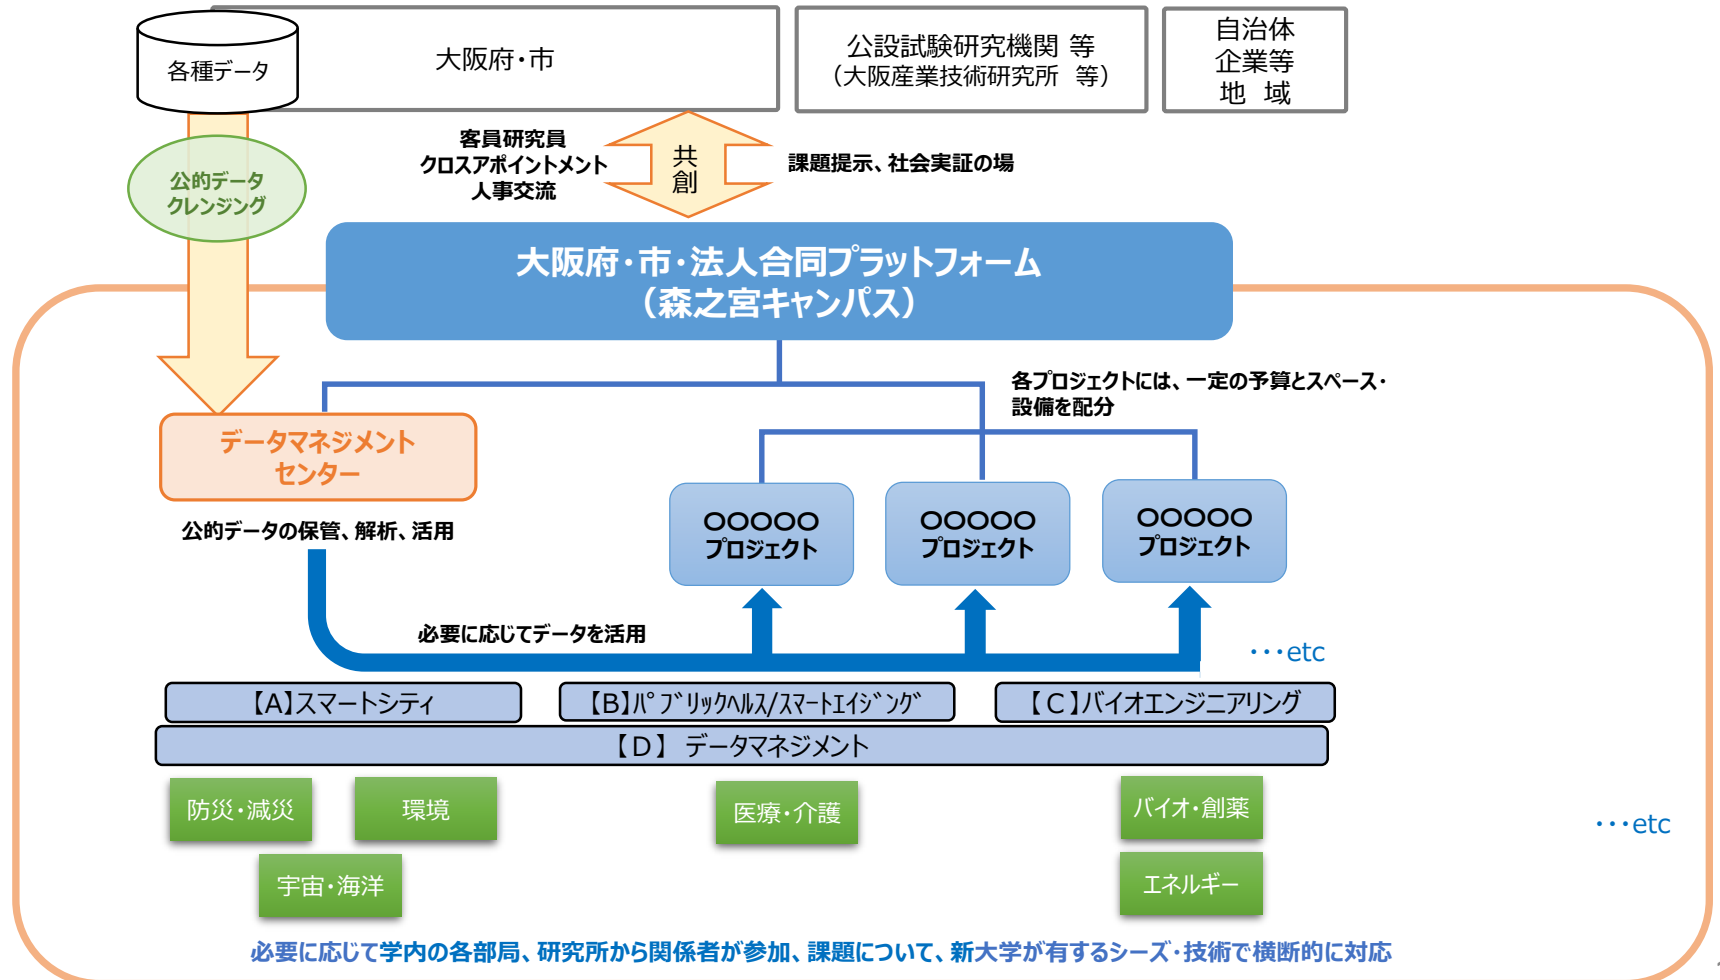 各種データ
大阪府・市
公設試験研究機関 等
（大阪産業技術研究所 等）
自治体
企業等
地 域
公的データ
クレンジング
客員研究員
クロスアポイントメント
人事交流
共
創
課題提示、社会実証の場
大阪府・市・法人合同プラットフォーム
（森之宮キャンパス）
各プロジェクトには、一定の予算とスペース・
設備を配分
データマネジメント
センター
公的データの保管、解析、活用
〇〇〇〇〇
プロジェクト
〇〇〇〇〇
プロジェクト
〇〇〇〇〇
プロジェクト
必要に応じてデータを活用
・・・etc
【A】スマートシティ
【B】ﾊﾟﾌﾞﾘｯｸﾍﾙｽ/ｽﾏｰﾄｴｲｼﾞﾝｸﾞ
【C】バイオエンジニアリング
【D】 データマネジメント
防災・減災
環境
医療・介護
バイオ・創薬
・・・etc
宇宙・海洋
エネルギー
必要に応じて学内の各部局、研究所から関係者が参加、課題について、新大学が有するシーズ・技術で横断的に対応